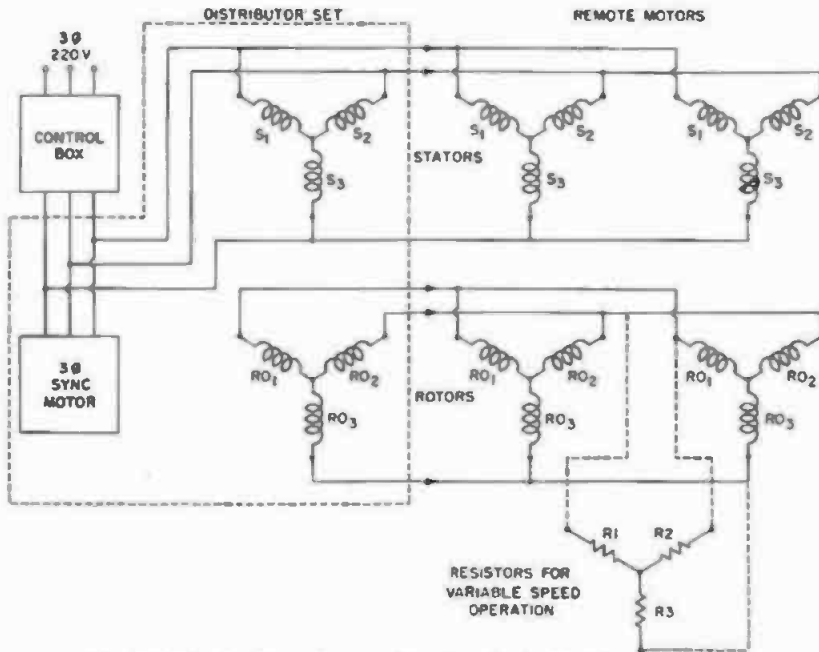 DISTRIBUTOR SET
REMOTE MOTORS
3Ø
220 V
CONTROL
BOX
S1
S2
S3
STATORS
S1
S2
S3
S1
S2
S3
3Ø
SYNC
MOTOR
RO1
RO2
RO3
ROTORS
RO1
RO2
RO3
RO1
RO2
RO3
R1
R2
R3
RESISTORS FOR
VARIABLE SPEED
OPERATION